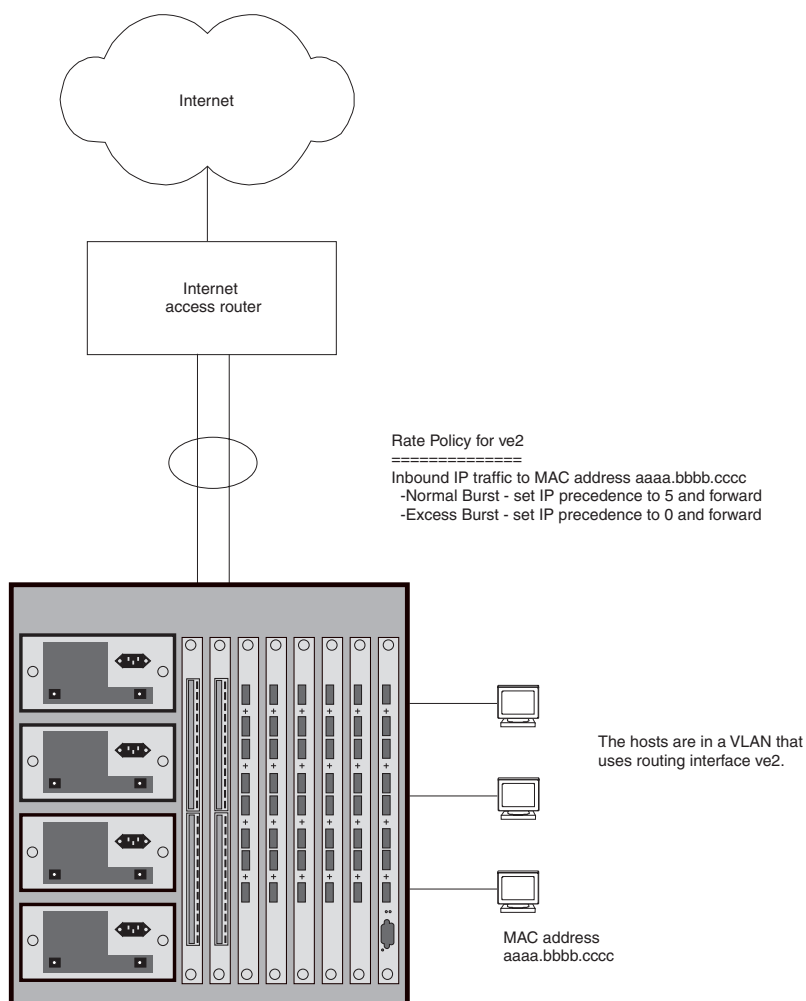 Internet
Internet
access router
Rate Policy for ve2
==============
Inbound IP traffic to MAC address aaaa.bbbb.cccc
-Normal Burst - set IP precedence to 5 and forward
-Excess Burst - set IP precedence to 0 and forward
The hosts are in a VLAN that
uses routing interface ve2.
MAC address
aaaa.bbbb.cccc